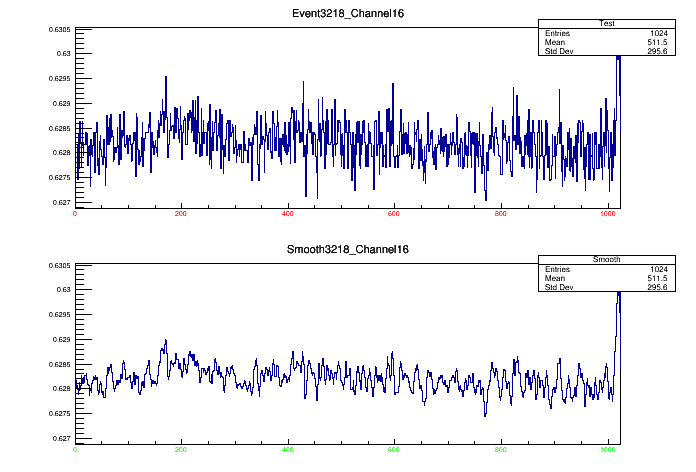 Event3218_Channel16
Test
Entries 1024
Mean 511.5
Std Dev 295.6
0.6305
0.63
0.6295
0.629
0.6285
0.628
0.6275
0.627
0 200 400 600 800 1000
Smooth3218_Channel16
Smooth
Entries 1024
Mean 511.5
Std Dev 295.6
0.6305
0.63
0.6295
0.629
0.6285
0.628
0.6275
0.627
0 200 400 600 800 1000